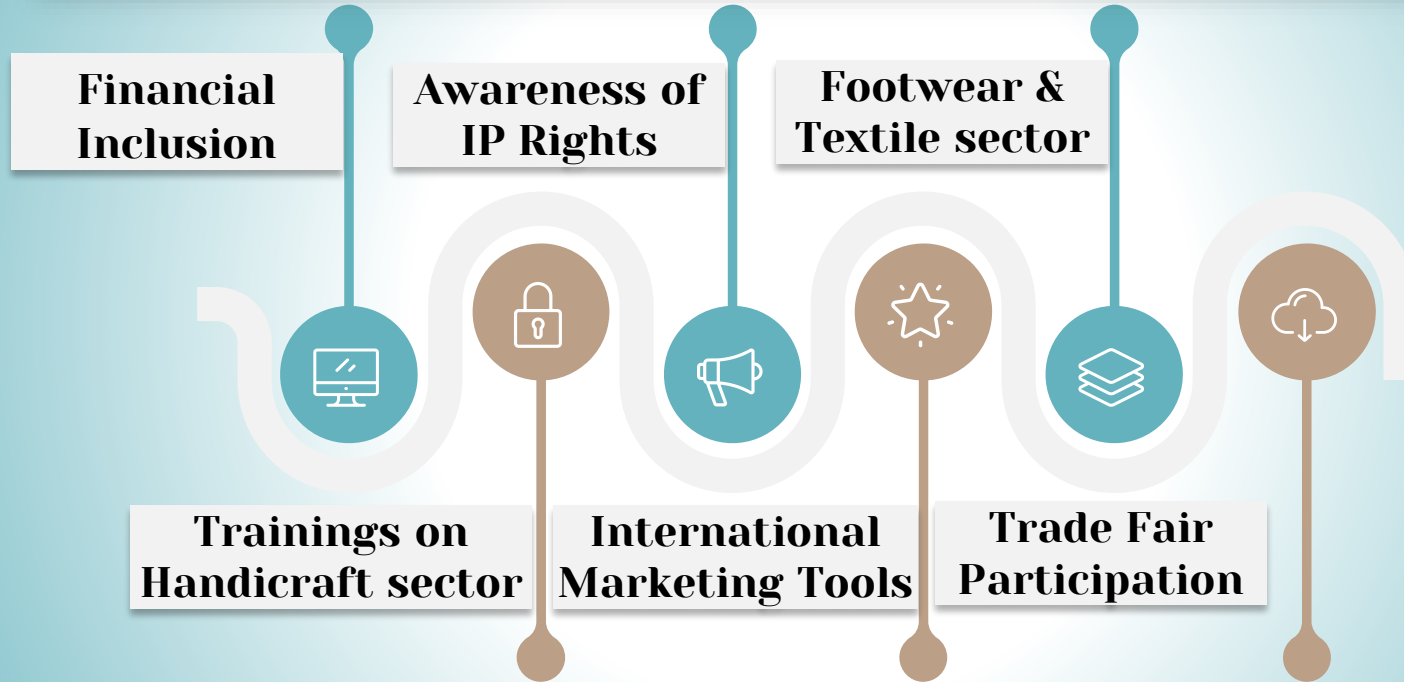 Financial
Inclusion
Awareness of
IP Rights
Footwear &
Textile sector
Trainings on
Handicraft sector
International
Marketing Tools
Trade Fair
Participation